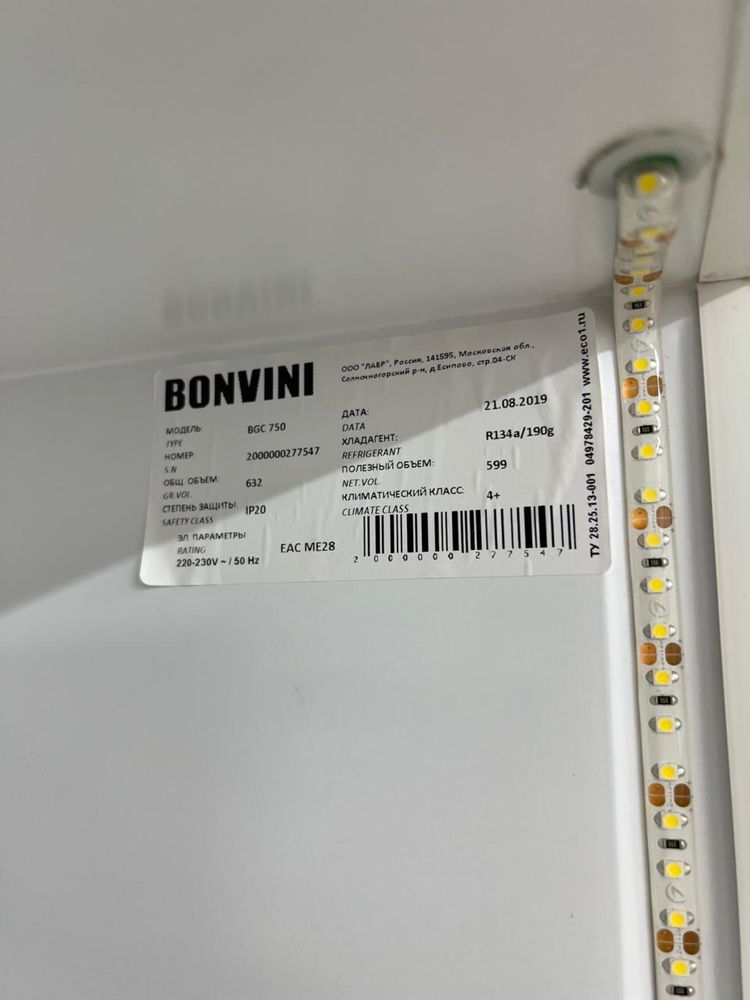 BONVINI
ООО "ЛАВР", Россия, 141595, Московская обл.,
Солнечногорский р-н, д.Есипово, стр.04-СК
МОДЕЛЬ: BGC 750
TYPE
НОМЕР: 2000000277547
S.N
ОБЩ ОБЪЕМ: 632
GR.VOL.
СТЕПЕНЬ ЗАЩИТЫ: IP20
SAFETY CLASS
ЭЛ ПАРАМЕТРЫ
RATING
220-230V ~ / 50 Hz
EAC ME28
ДАТА: 21.08.2019
DATA
ХЛАДАГЕНТ: R134a/190g
REFRIGERANT
ПОЛЕЗНЫЙ ОБЪЕМ: 599
NET.VOL.
КЛИМАТИЧЕСКИЙ КЛАСС: 4+
CLIMATE CLASS
2 000000 277547
ТУ 28.25.13-001 04978429-201 www.eco1.ru